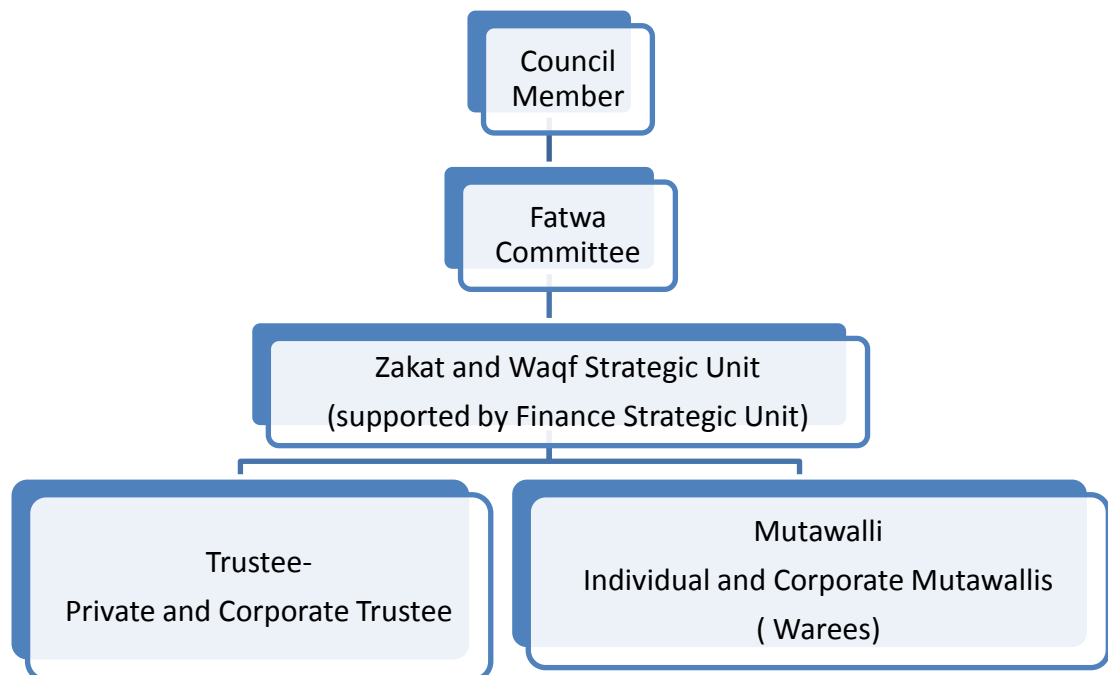 Council
Member
Fatwa
Committee
Zakat and Waqf Strategic Unit
(supported by Finance Strategic Unit)
Trustee-
Private and Corporate Trustee
Mutawalli
Individual and Corporate Mutawallis
( Warees)